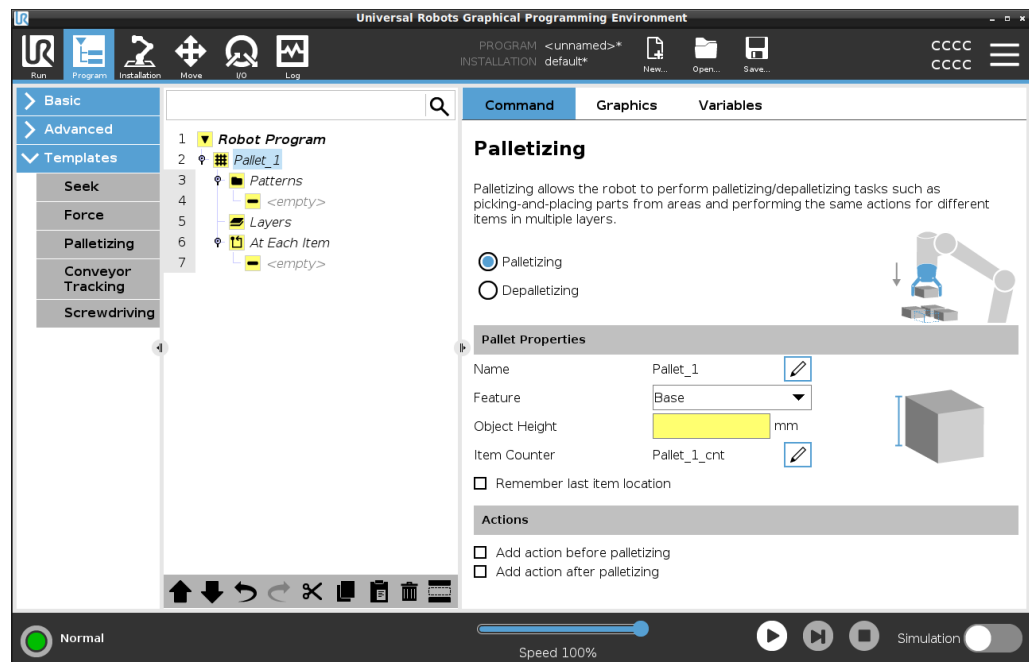 Universal Robots Graphical Programming Environment
PROGRAM <unnamed>*
INSTALLATION default*
Run
Program
Installation
Move
I/O
Log
New...
Open...
Save...
CCCC
CCCC
Basic
Advanced
Templates
Seek
Force
Palletizing
Conveyor
Tracking
Screwdriving
1 Robot Program
2 Pallet_1
3 Patterns
4 <empty>
5 Layers
6 At Each Item
7 <empty>
Command Graphics Variables
Palletizing
Palletizing allows the robot to perform palletizing/depalletizing tasks such as
picking-and-placing parts from areas and performing the same actions for different
items in multiple layers.
Palletizing
Depalletizing
Pallet Properties
Name Pallet_1
Feature Base
Object Height mm
Item Counter Pallet_1_cnt
Remember last item location
Actions
Add action before palletizing
Add action after palletizing
Normal
Speed 100%
Simulation